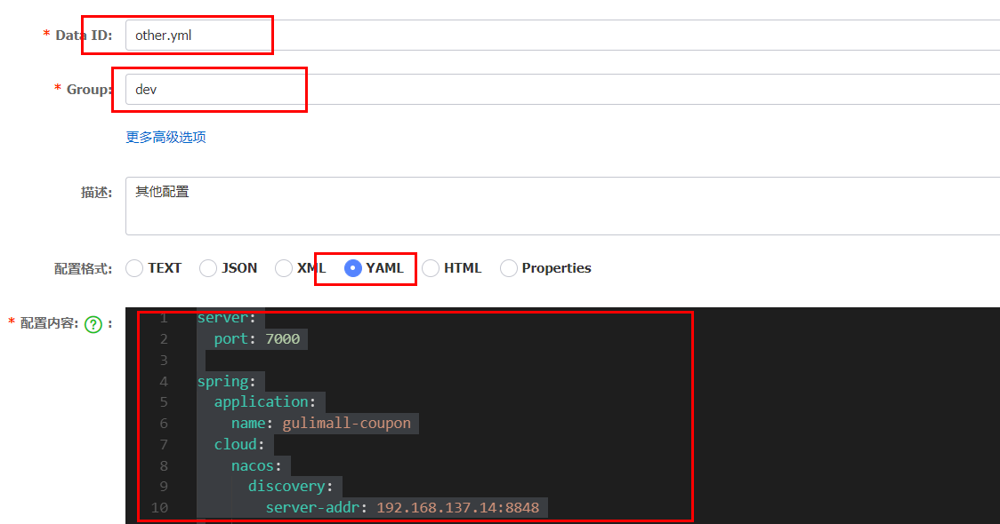 * Data ID: other.yml
* Group: dev
更多高级选项
描述: 其他配置
配置格式: TEXT JSON XML YAML HTML Properties
* 配置内容: ? :
1 server:
2   port: 7000
3
4 spring:
5   application:
6     name: gulimall-coupon
7   cloud:
8     nacos:
9       discovery:
10         server-addr: 192.168.137.14:8848